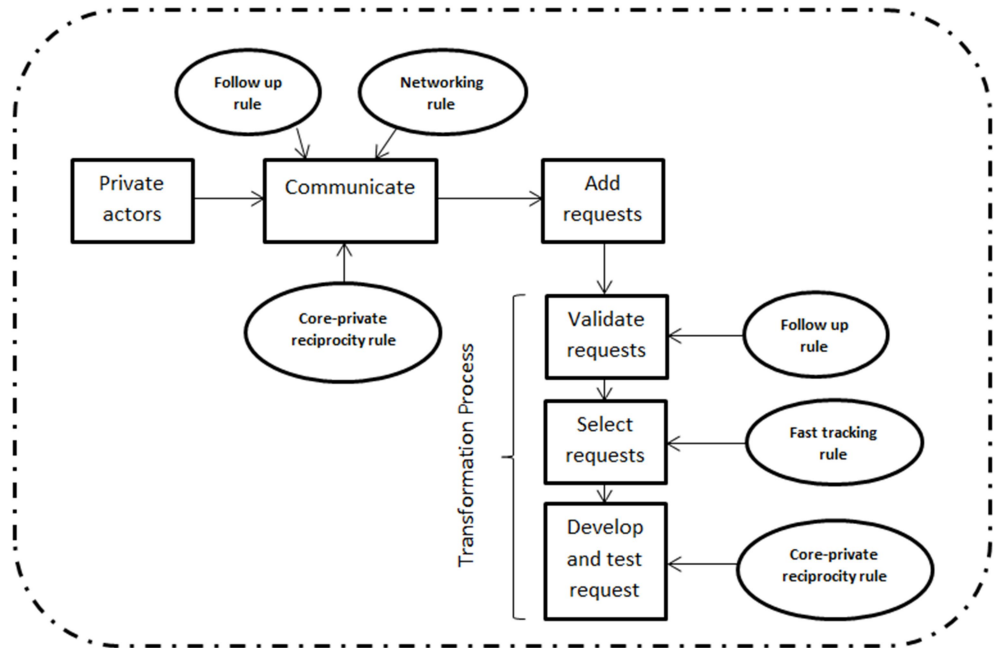 Follow up
rule
Networking
rule
Private
actors
Communicate
Add
requests
Core-private
reciprocity rule
Transformation Process
Validate
requests
Follow up
rule
Select
requests
Fast tracking
rule
Develop
and test
request
Core-private
reciprocity rule